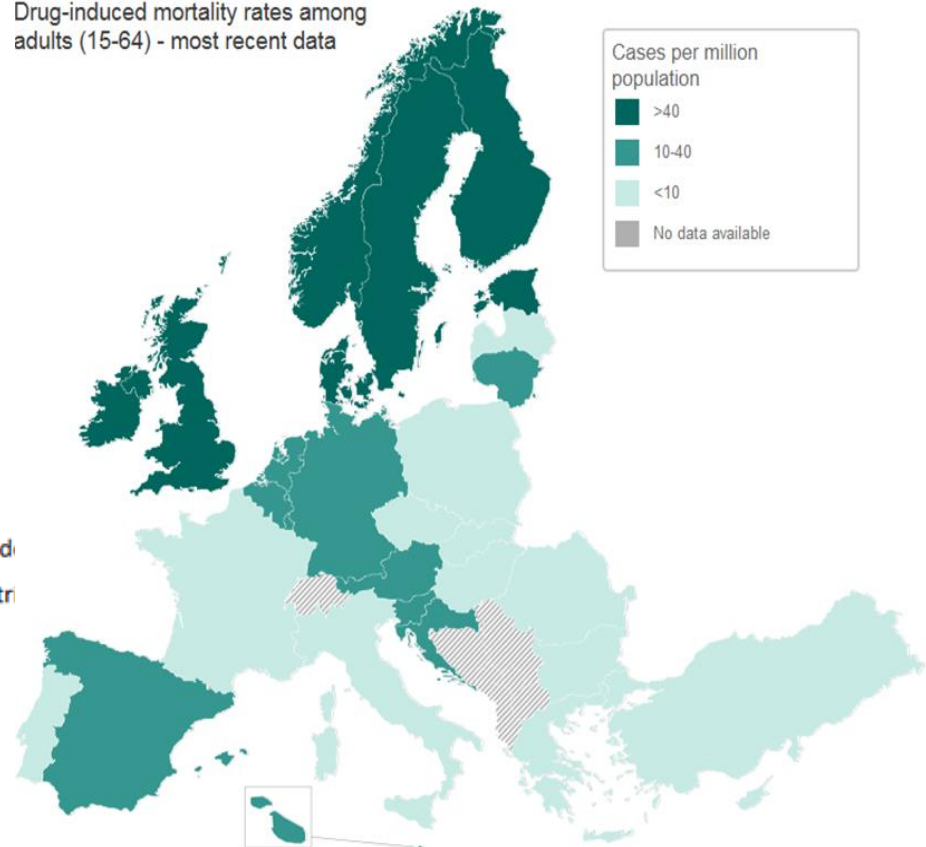 Drug-induced mortality rates among
adults (15-64) - most recent data
Cases per million
population
>40
10-40
<10
No data available